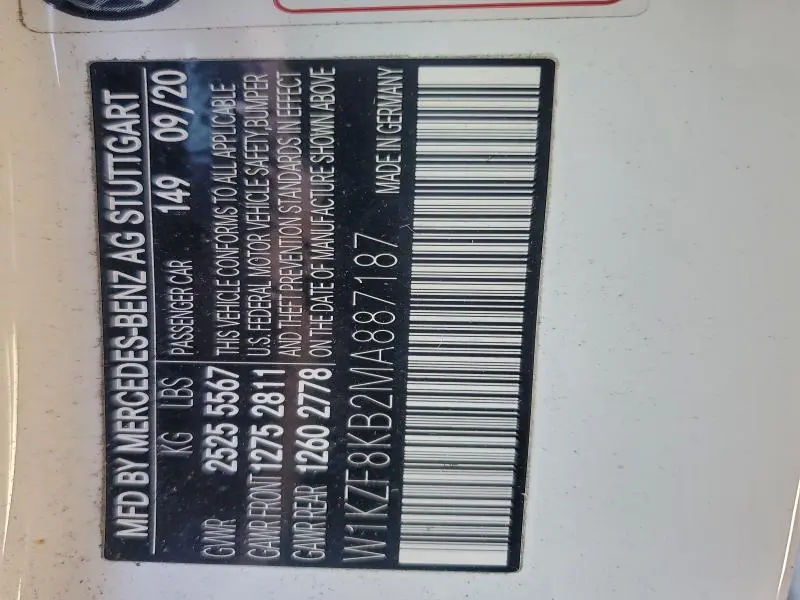 MFD BY MERCEDES-BENZ AG STUTTGART
KG LBS PASSENGER CAR 149 09/20
GVWR 2525 5567 THIS VEHICLE CONFORMS TO ALL APPLICABLE
GAWR FRONT 1275 2811 U.S. FEDERAL MOTOR VEHICLE SAFETY, BUMPER
GAWR REAR 1260 2778 AND THEFT PREVENTION STANDARDS IN EFFECT
ON THE DATE OF MANUFACTURE SHOWN ABOVE
W1KZF8KB2MA887187 MADE IN GERMANY